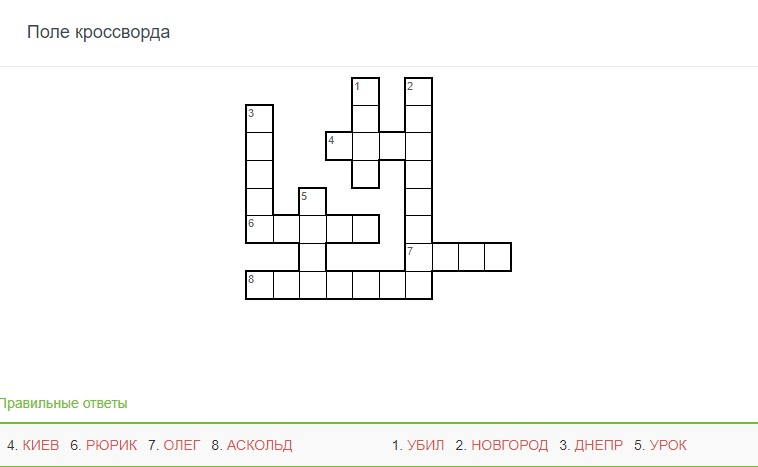 Поле кроссворда
1 2
3
4
5
6
7
8
Правильные ответы
4. КИЕВ 6. РЮРИК 7. ОЛЕГ 8. АСКОЛЬД 1. УБИЛ 2. НОВГОРОД 3. ДНЕПР 5. УРОК